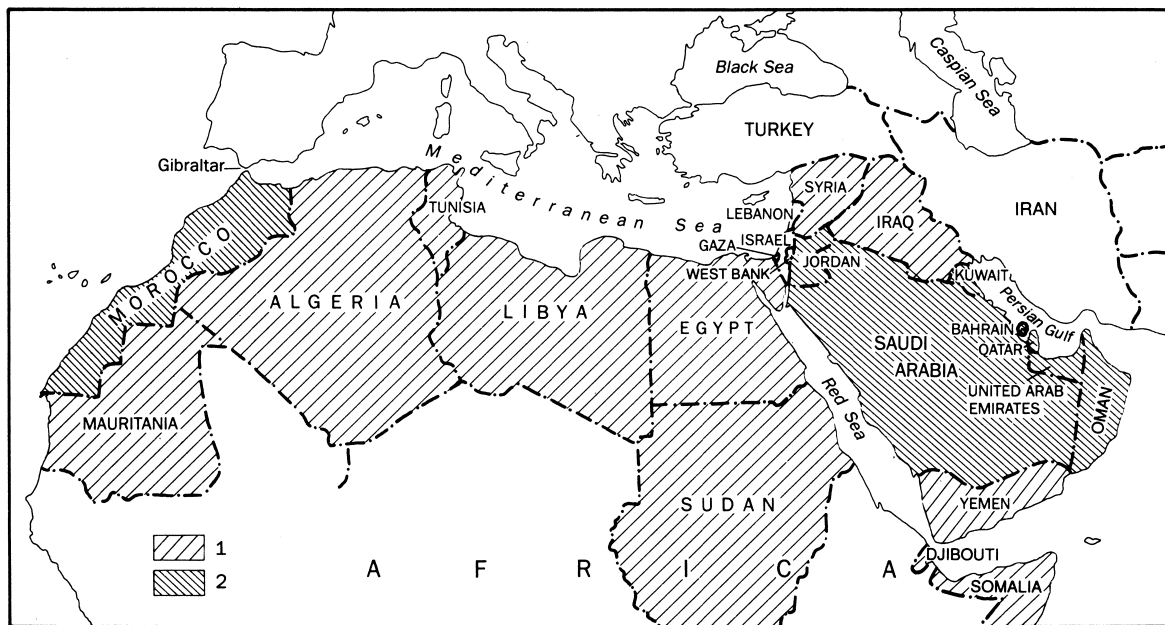 Black Sea
Caspian Sea
TURKEY
Gibraltar
Mediterranean Sea
SYRIA
TUNISIA
LEBANON
IRAQ
IRAN
MOROCCO
GAZA
ISRAEL
JORDAN
WEST BANK
KUWAIT
ALGERIA
LIBYA
EGYPT
Persian Gulf
BAHRAIN
QATAR
SAUDI
ARABIA
UNITED ARAB
EMIRATES
OMAN
Red Sea
MAURITANIA
SUDAN
YEMEN
1
2
AFRICA
DJIBOUTI
SOMALIA